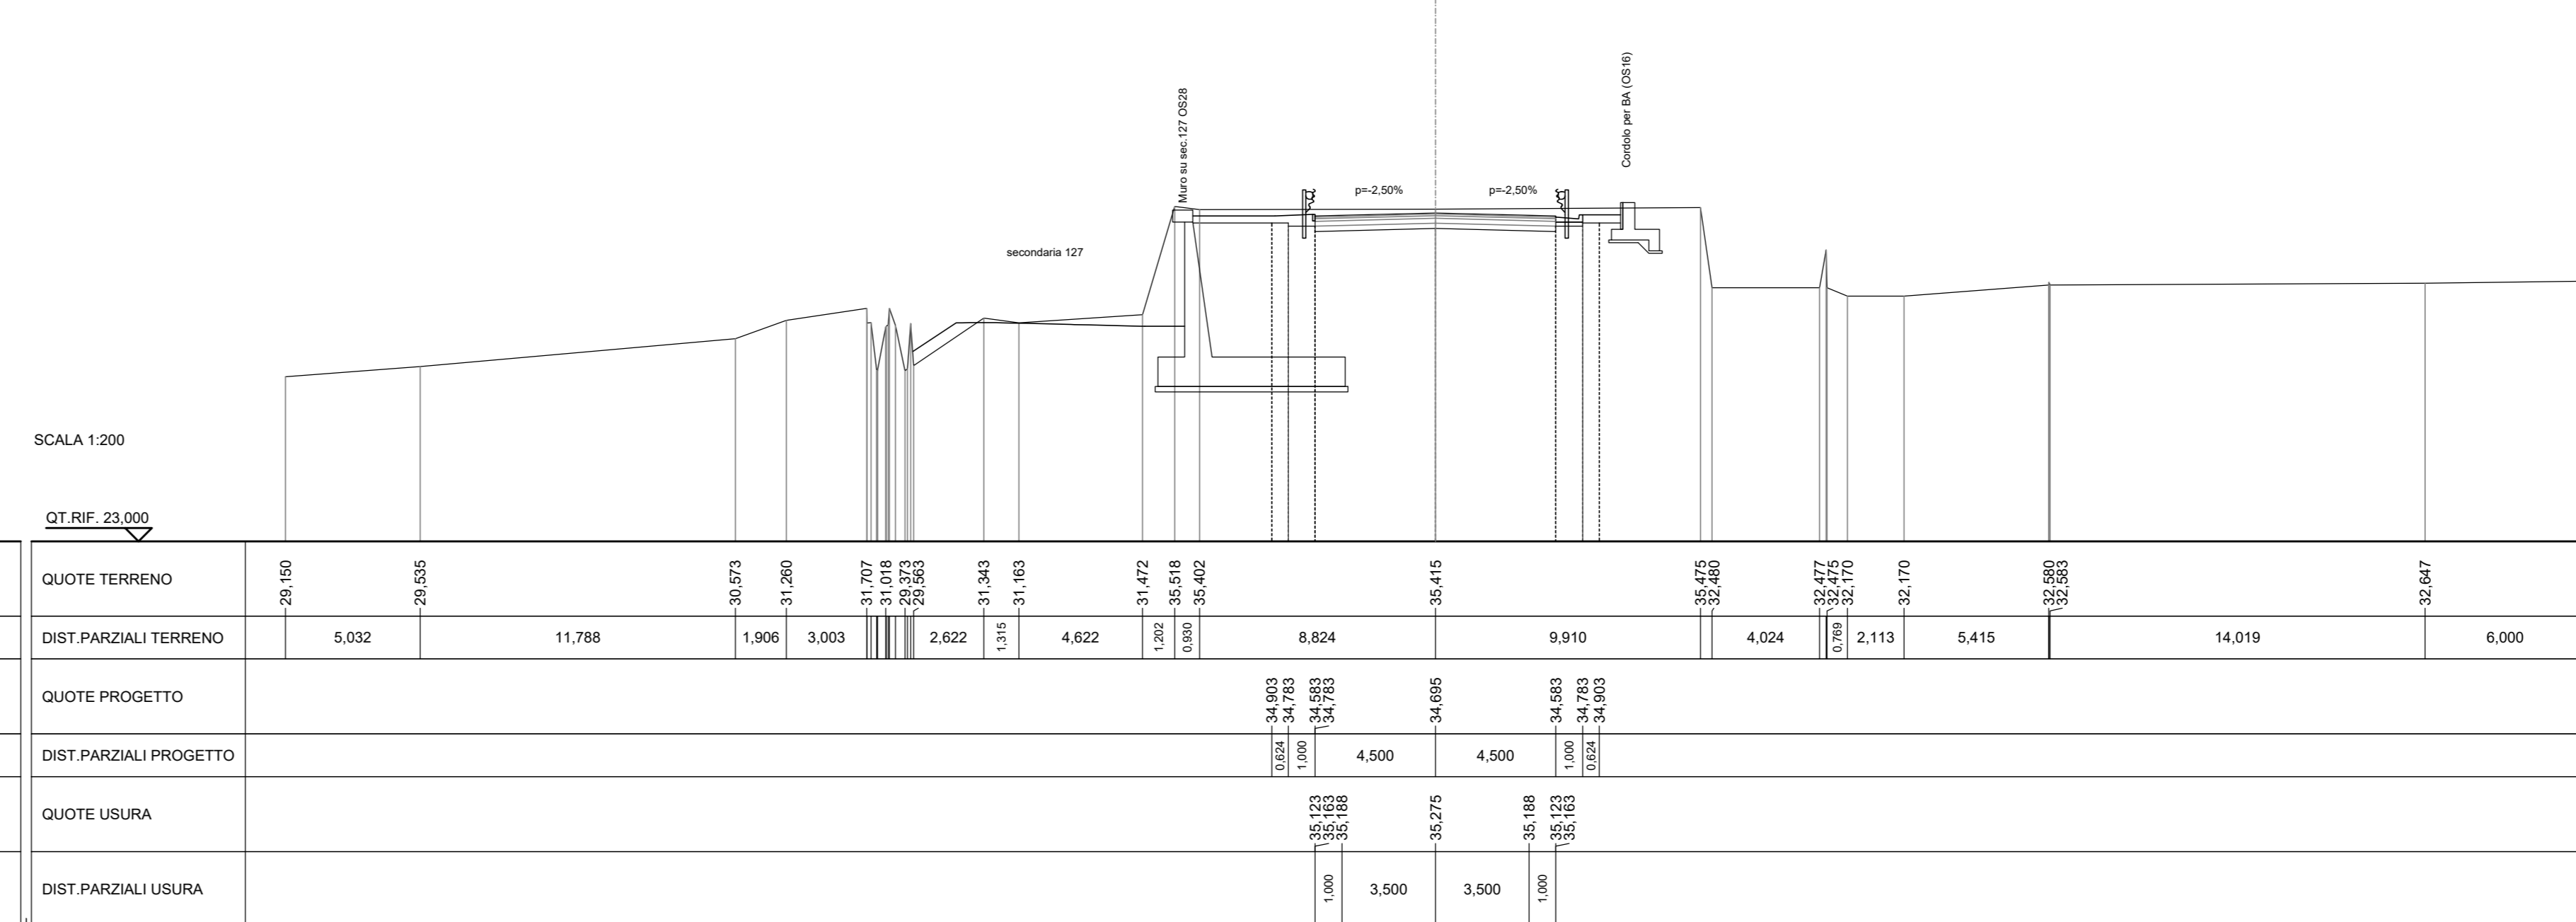 Muro su sec.127 OS28
Cordolo per BA (OS16)
p=-2,50%
p=-2,50%
secondaria 127
SCALA 1:200
QT.RIF. 23,000
QUOTE TERRENO 29,150 29,535 30,573 31,260 31,707 31,018 29,373 29,563 31,343 31,163 31,472 35,518 35,402 35,415 35,475 32,480 32,477 32,475 32,170 32,170 32,580 32,583 32,647
DIST.PARZIALI TERRENO 5,032 11,788 1,906 3,003 2,622 1,315 4,622 1,202 0,930 8,824 9,910 4,024 0,769 2,113 5,415 14,019 6,000
QUOTE PROGETTO 34,903 34,783 34,583 34,783 34,695 34,583 34,783 34,903
DIST.PARZIALI PROGETTO 0,624 1,000 4,500 4,500 1,000 0,624
QUOTE USURA 35,123 35,163 35,188 35,275 35,188 35,123 35,163
DIST.PARZIALI USURA 1,000 3,500 3,500 1,000